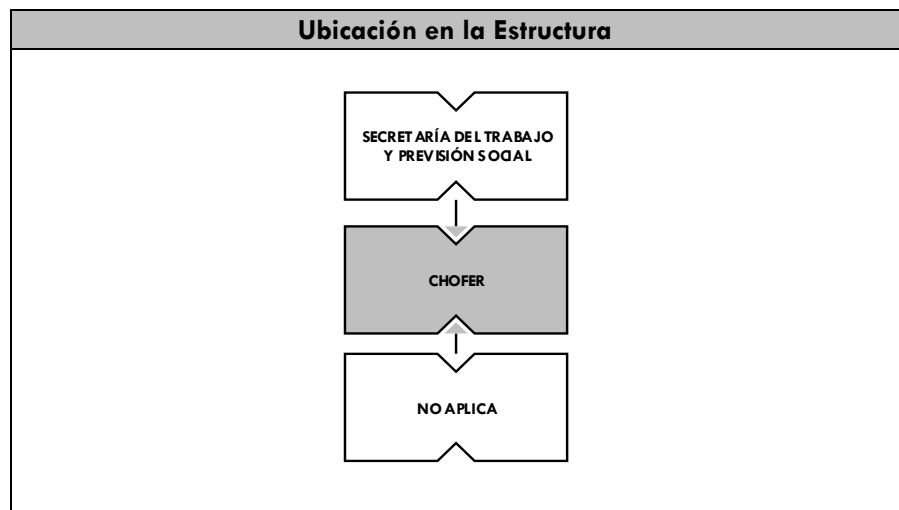 Ubicación en la Estructura
SECRETARÍA DEL TRABAJO
Y PREVISIÓN SOCIAL
CHOFER
NO APLICA